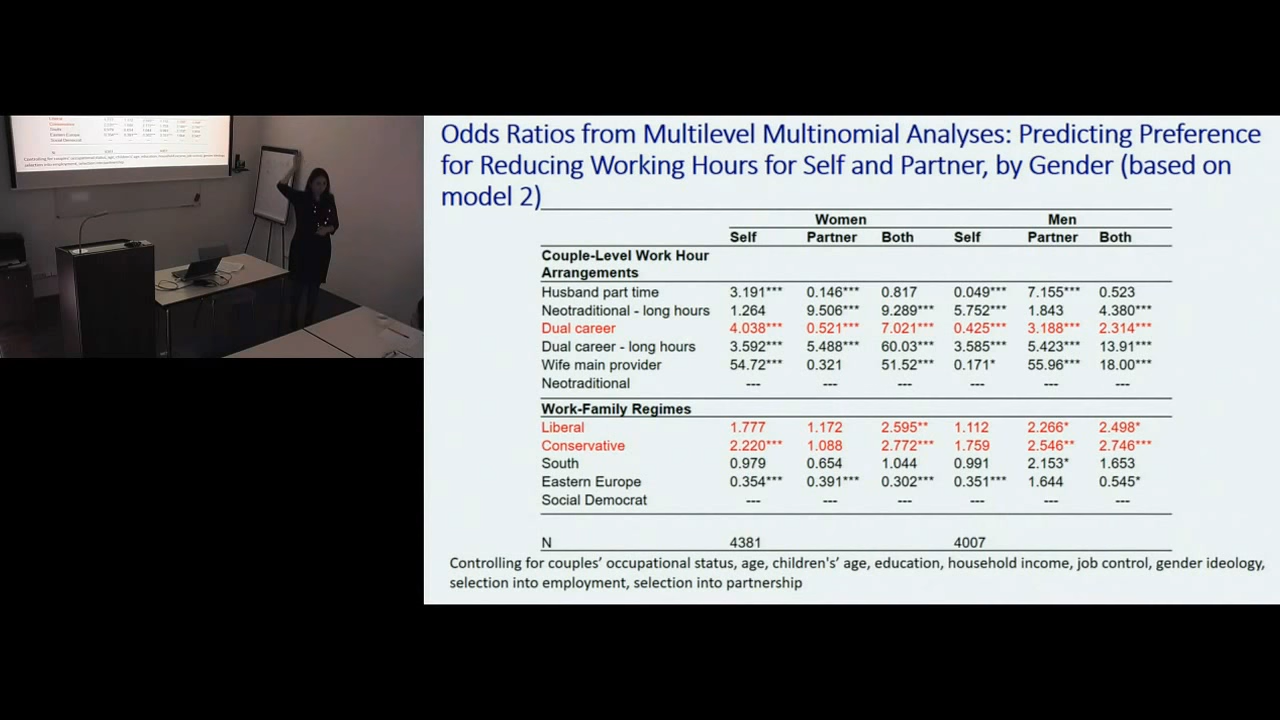 Odds Ratios from Multilevel Multinomial Analyses: Predicting Preference
for Reducing Working Hours for Self and Partner, by Gender (based on
model 2)
Women Men
Self Partner Both Self Partner Both
Couple-Level Work Hour
Arrangements
Husband part time 3.191*** 0.146*** 0.817 0.049*** 7.155*** 0.523
Neotraditional - long hours 1.264 9.506*** 9.289*** 5.752*** 1.843 4.380***
Dual career 4.038*** 0.521*** 7.021*** 0.425*** 3.188*** 2.314***
Dual career - long hours 3.592*** 5.488*** 60.03*** 3.585*** 5.423*** 13.91***
Wife main provider 54.72*** 0.321 51.52*** 0.171* 55.96*** 18.00***
Neotraditional --- --- --- --- --- ---
Work-Family Regimes
Liberal 1.777 1.172 2.595** 1.112 2.266* 2.498*
Conservative 2.220*** 1.088 2.772*** 1.759 2.546** 2.746***
South 0.979 0.654 1.044 0.991 2.153* 1.653
Eastern Europe 0.354*** 0.391*** 0.302*** 0.351*** 1.644 0.545*
Social Democrat --- --- --- --- --- ---
N 4381 4007
Controlling for couples' occupational status, age, children's' age, education, household income, job control, gender ideology,
selection into employment, selection into partnership